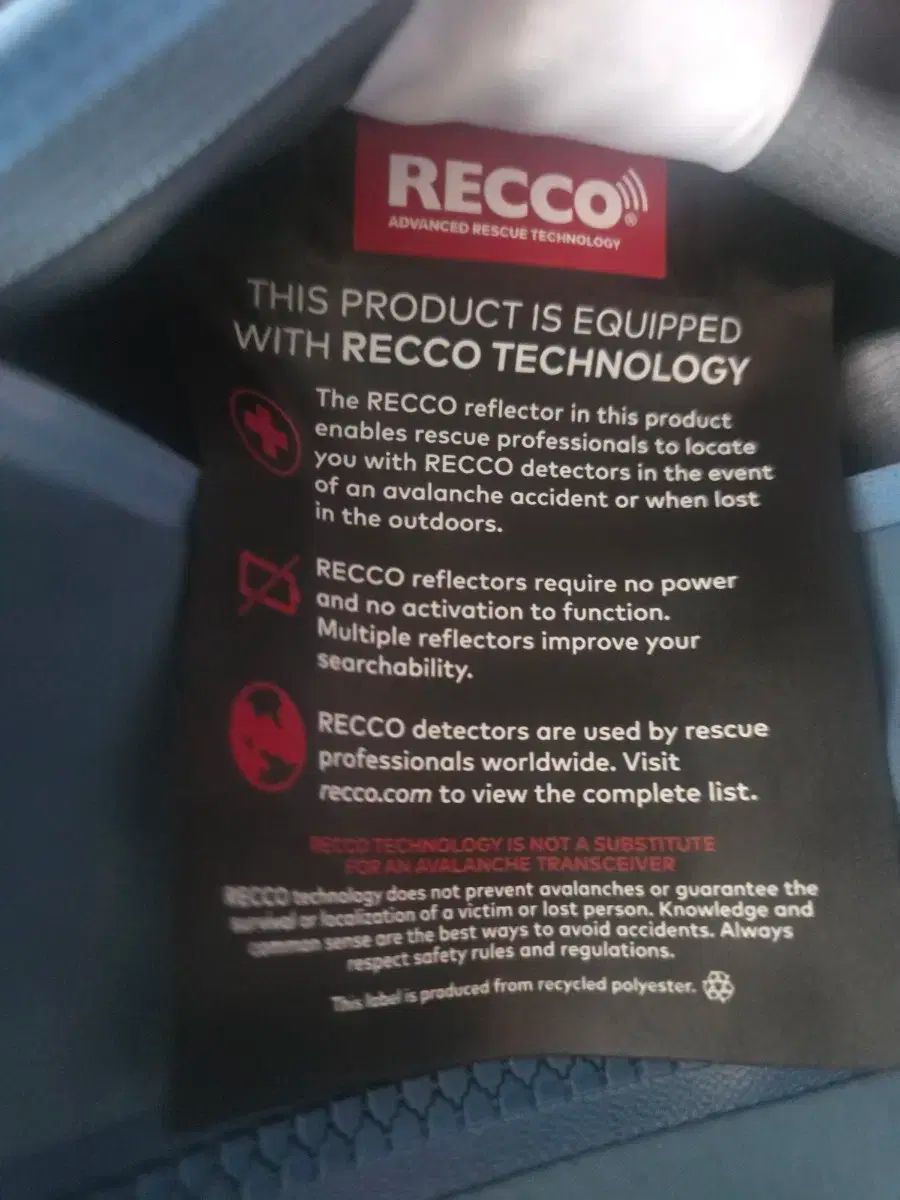 RECCO®
ADVANCED RESCUE TECHNOLOGY
THIS PRODUCT IS EQUIPPED
WITH RECCO TECHNOLOGY
The RECCO reflector in this product
enables rescue professionals to locate
you with RECCO detectors in the event
of an avalanche accident or when lost
in the outdoors.
RECCO reflectors require no power
and no activation to function.
Multiple reflectors improve your
searchability.
RECCO detectors are used by rescue
professionals worldwide. Visit
recco.com to view the complete list.
RECCO TECHNOLOGY IS NOT A SUBSTITUTE
FOR AN AVALANCHE TRANSCEIVER
RECCO technology does not prevent avalanches or guarantee the
survival or localization of a victim or lost person. Knowledge and
common sense are the best ways to avoid accidents. Always
respect safety rules and regulations.
This label is produced from recycled polyester.